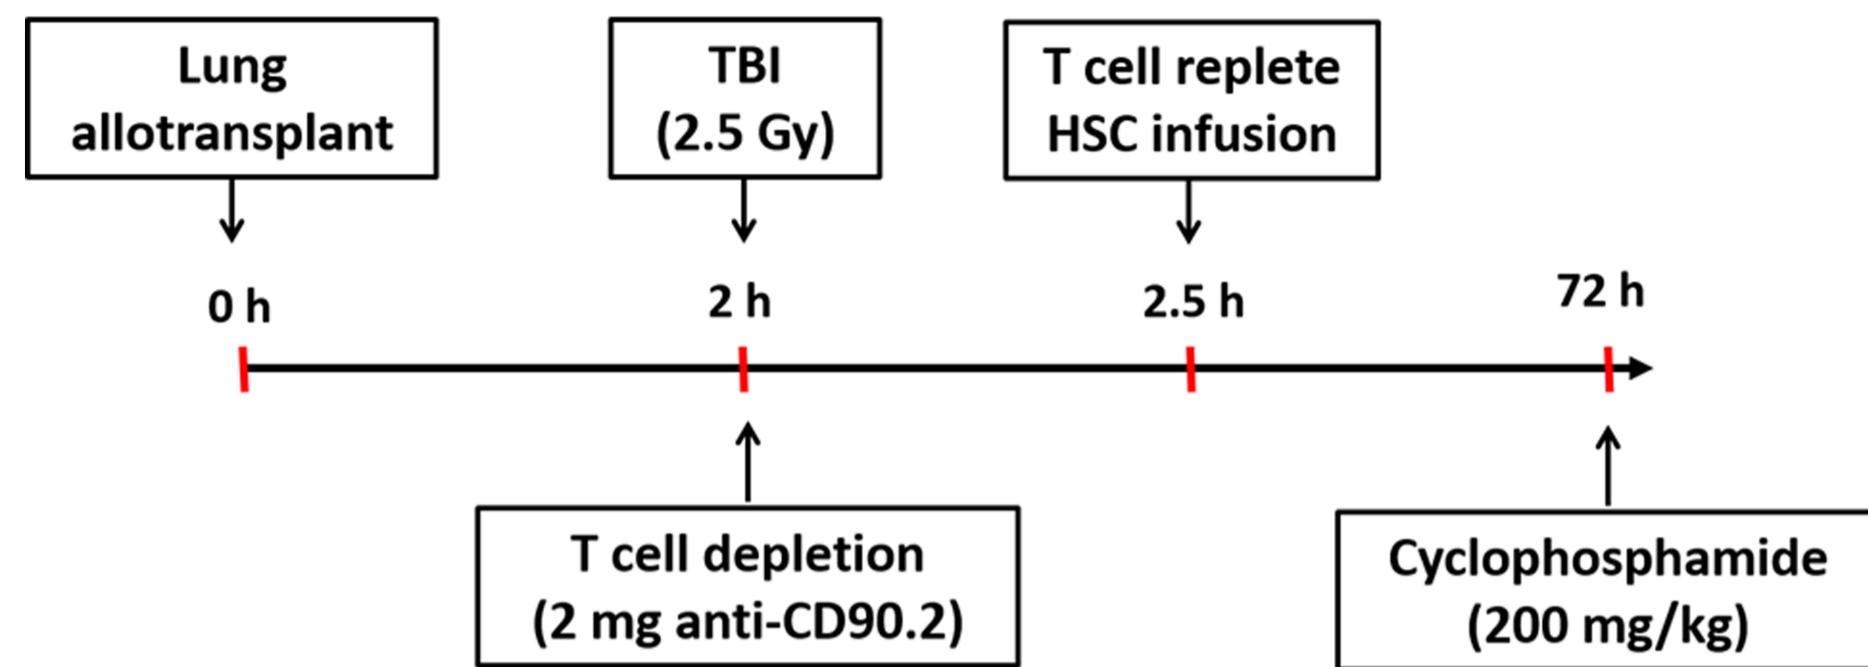 Lung
allotransplant
TBI
(2.5 Gy)
T cell replete
HSC infusion
0 h
2 h
2.5 h
72 h
T cell depletion
(2 mg anti-CD90.2)
Cyclophosphamide
(200 mg/kg)